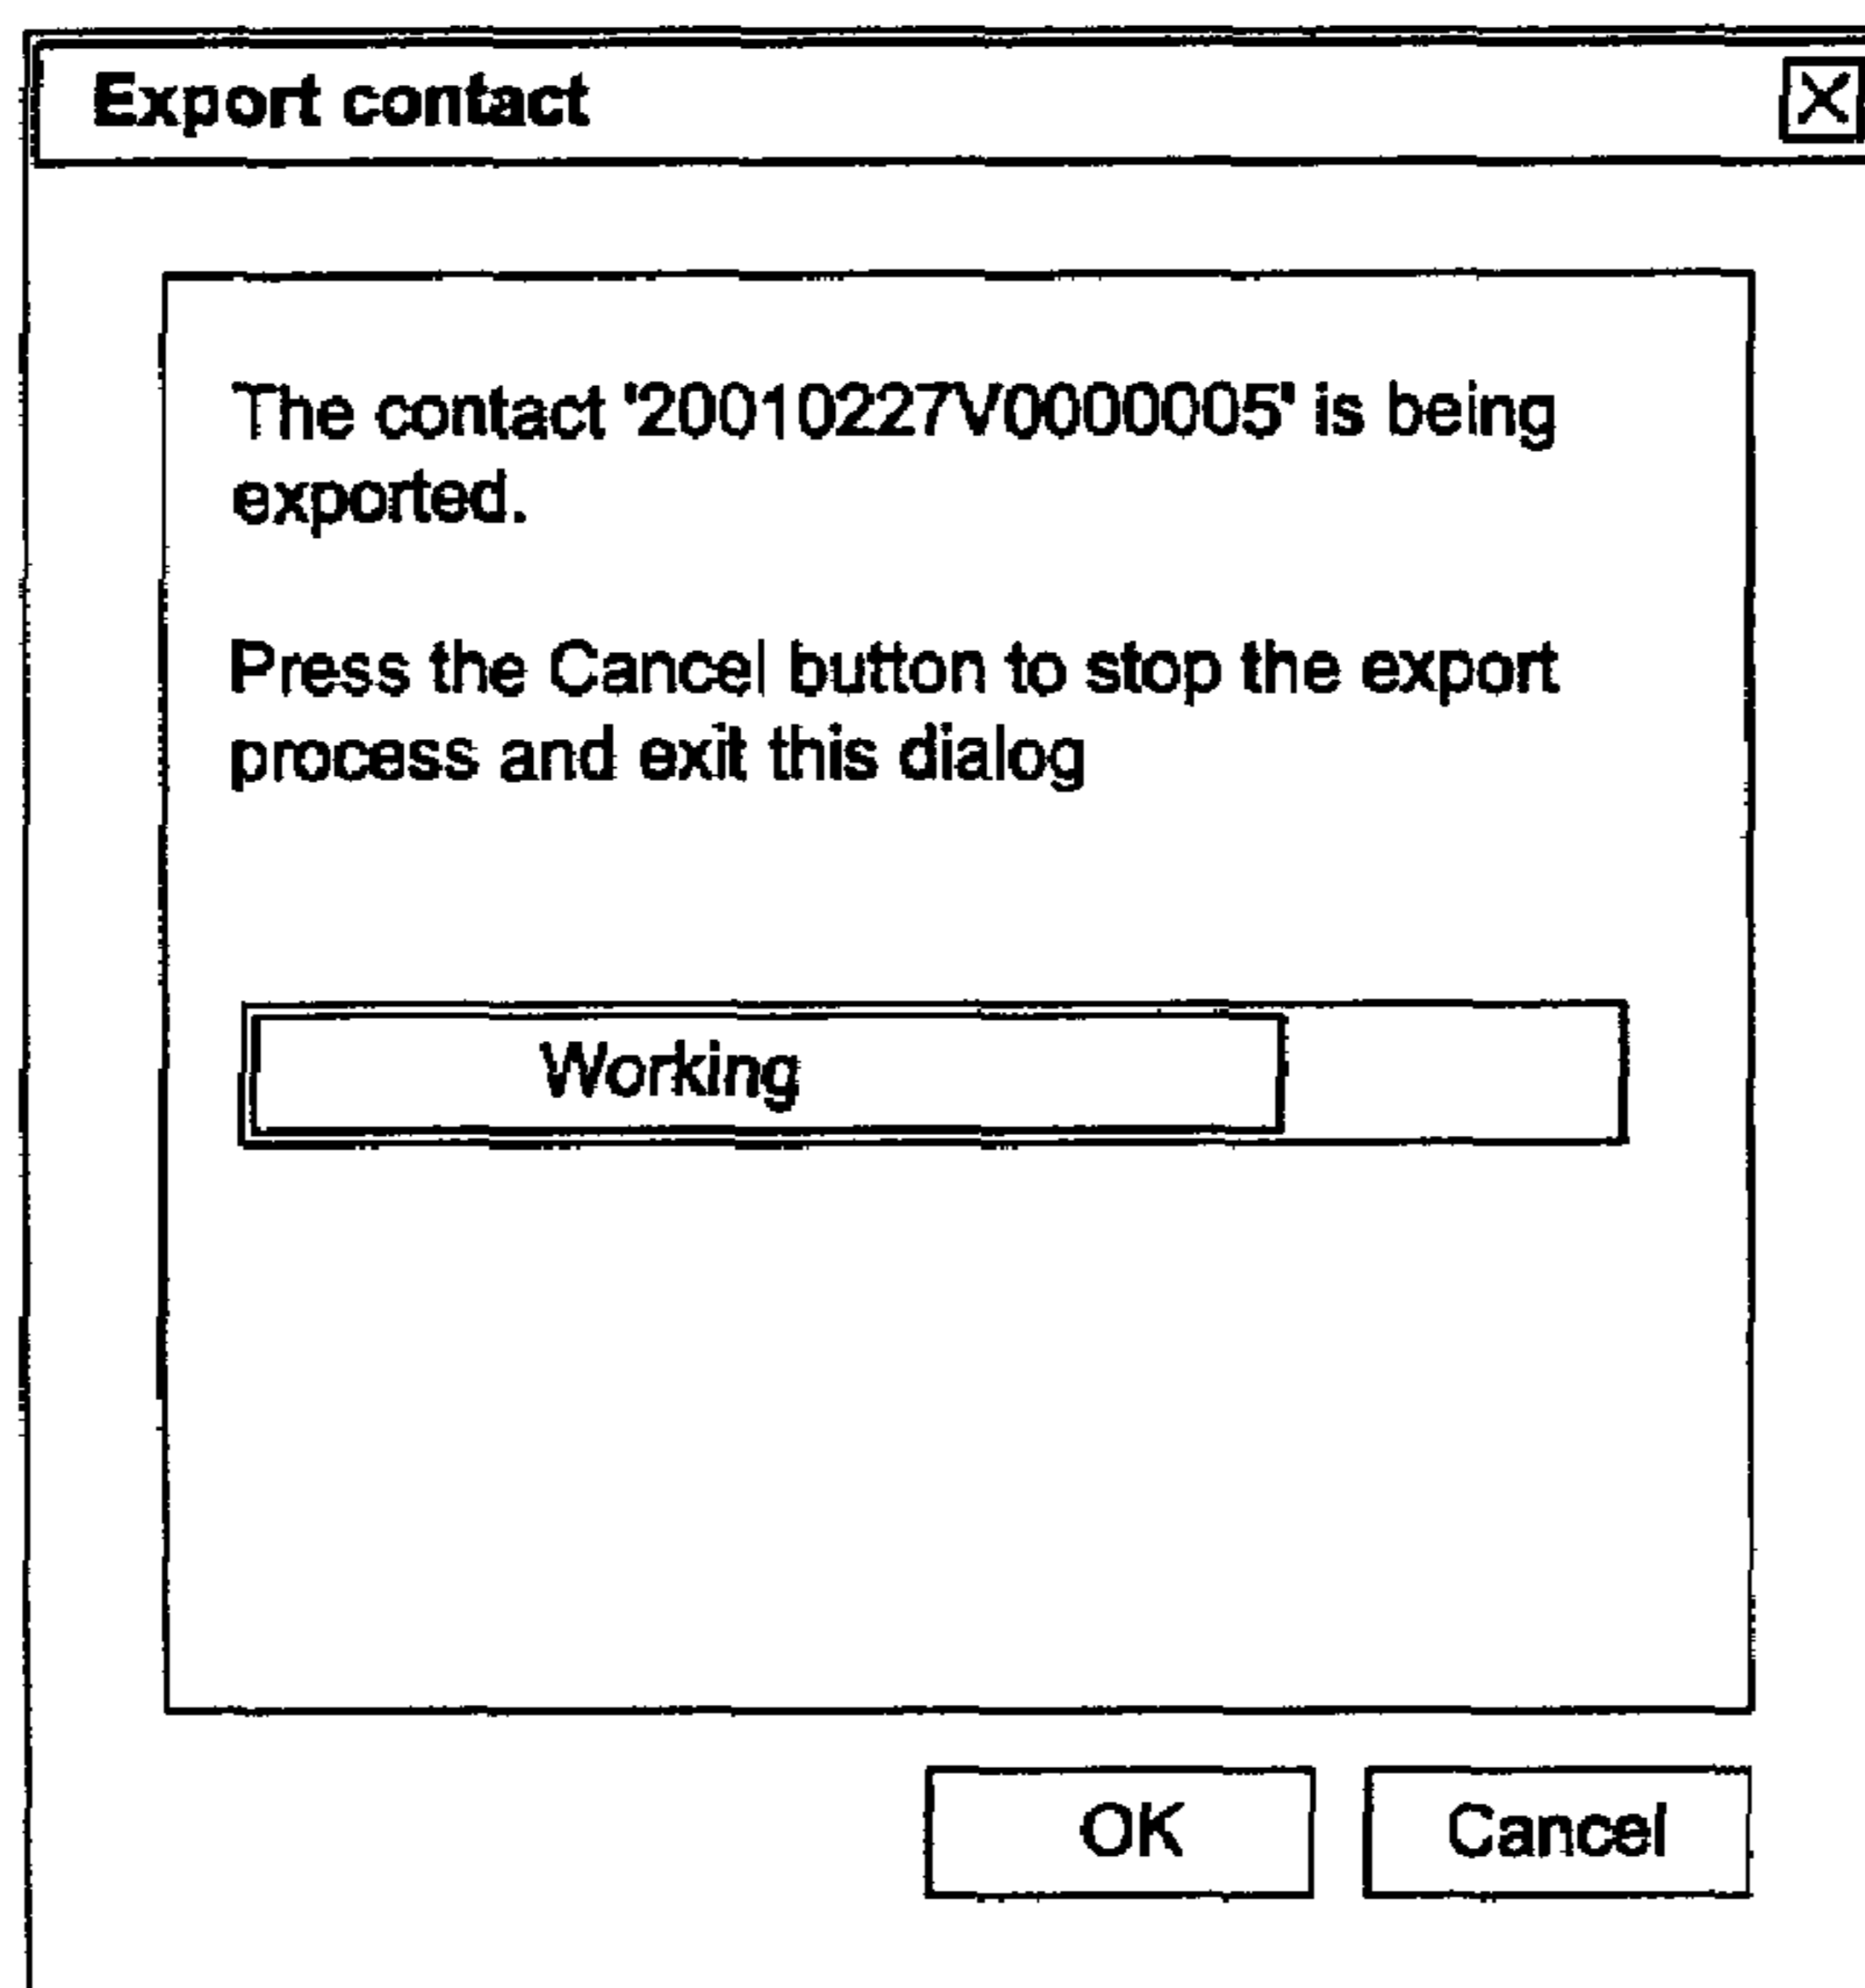 Export contact
The contact '20010227V0000005' is being
exported.
Press the Cancel button to stop the export
process and exit this dialog
Working
OK
Cancel